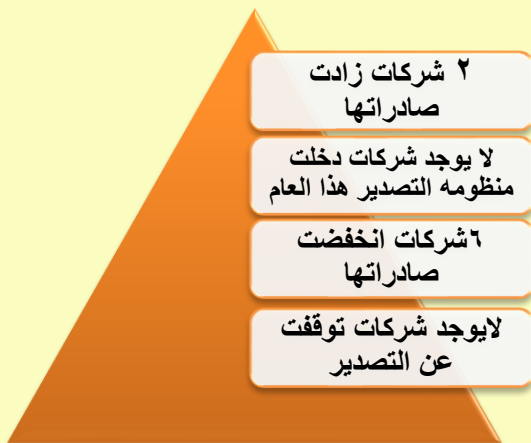 ٢ شركات زادت
صادراتها
لا يوجد شركات دخلت
منظومه التصدير هذا العام
٦شركات انخفضت
صادراتها
لايوجد شركات توقفت
عن التصدير